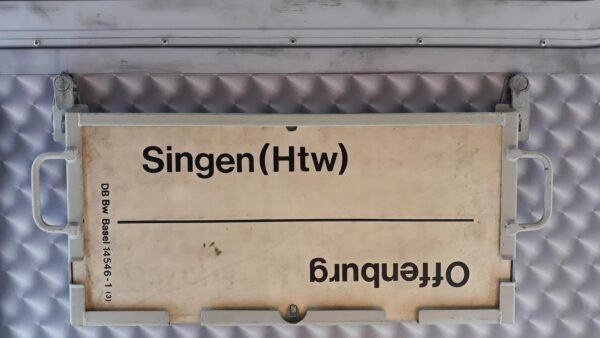 Singen (Htw)
Offenburg
DB Bw Basel 14546-1 (3)